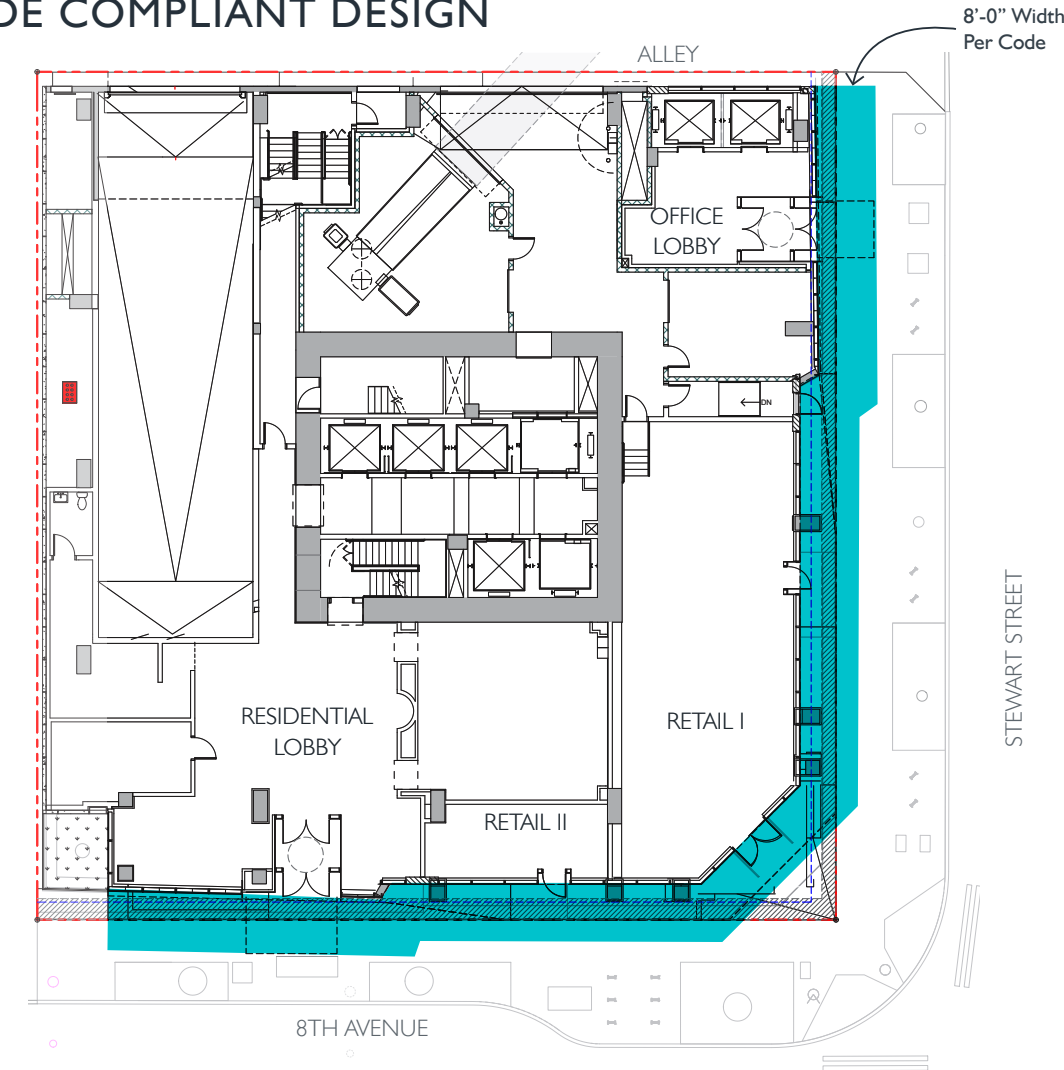 DE COMPLIANT DESIGN
8’-0” Width
Per Code
ALLEY
OFFICE
LOBBY
DN
STEWART STREET
RESIDENTIAL
LOBBY
RETAIL I
RETAIL II
8TH AVENUE